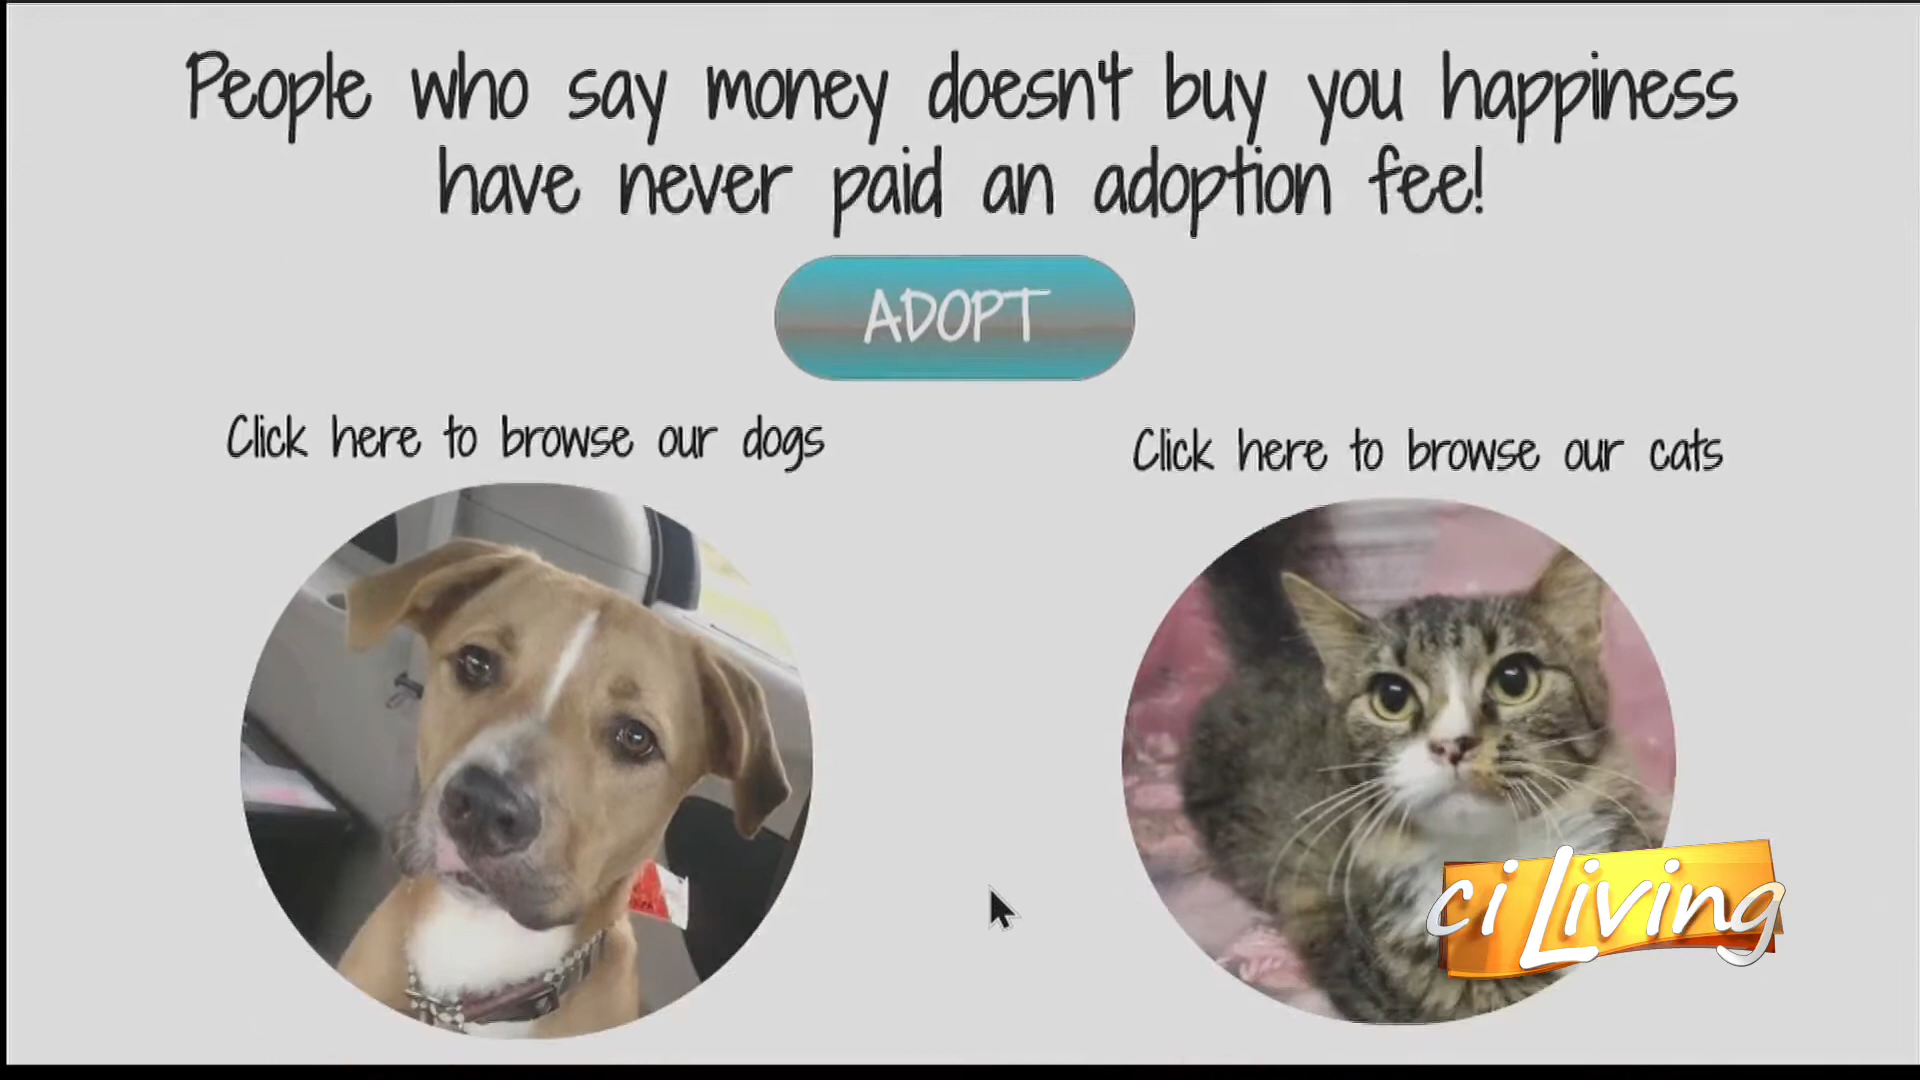 People who say money doesn't buy you happiness
have never paid an adoption fee!
ADOPT
Click here to browse our dogs
Click here to browse our cats
ci Living